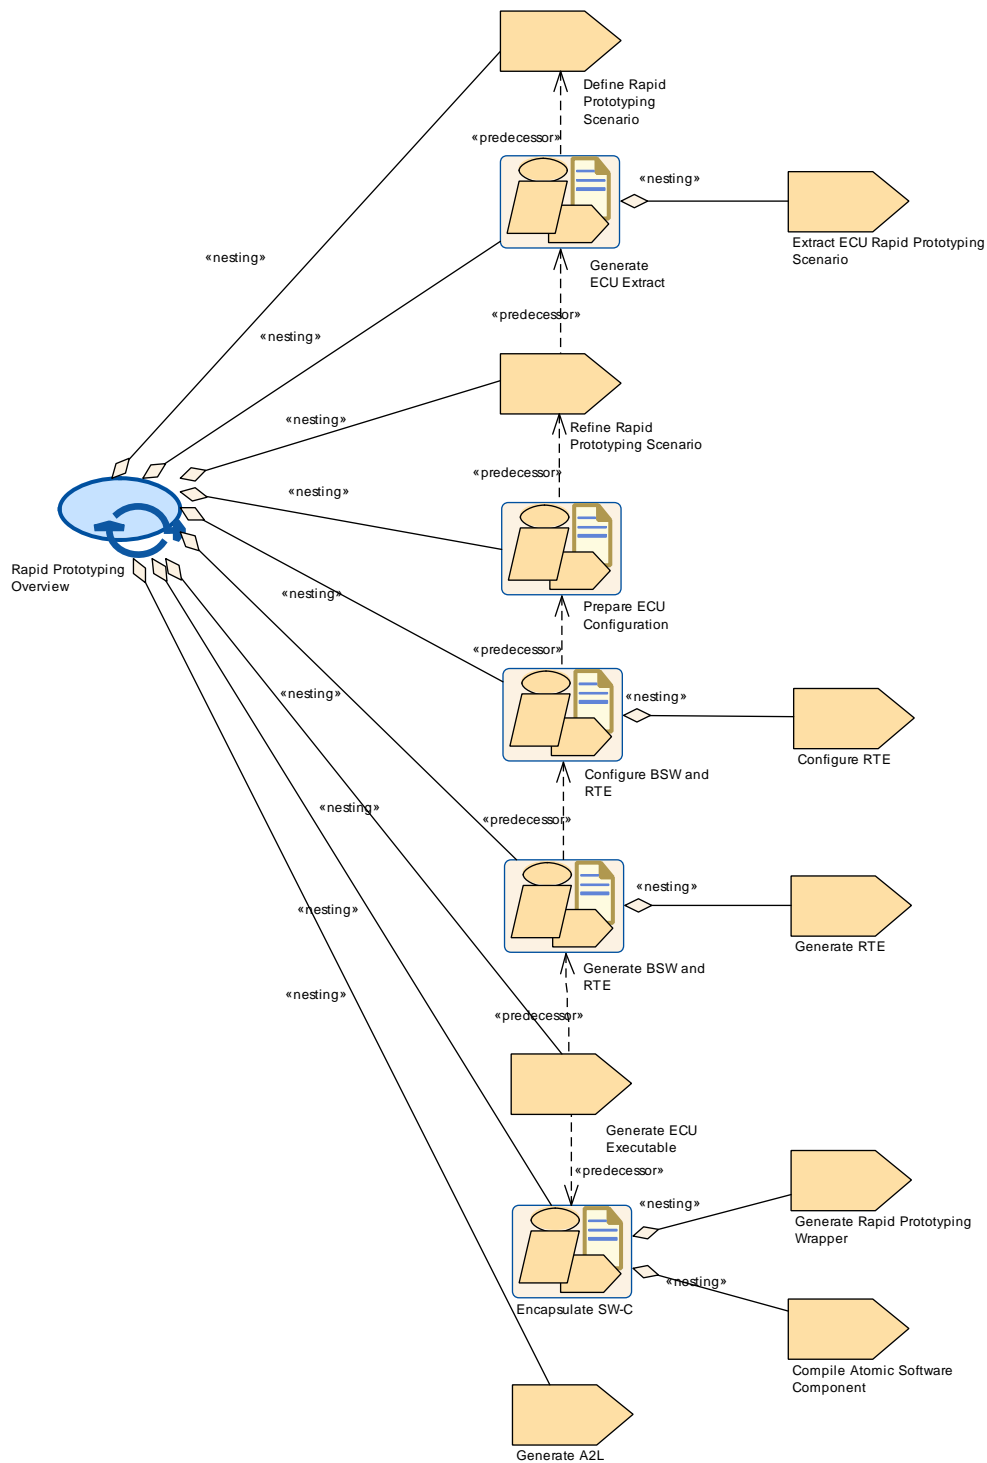 Define Rapid
Prototyping
Scenario
«predecessor»
«nesting»
Extract ECU Rapid Prototyping
Scenario
«nesting»
Generate
ECU Extract
«predecessor»
«nesting»
«nesting»
Refine Rapid
Prototyping Scenario
«predecessor»
«nesting»
Rapid Prototyping
Overview
«nesting»
Prepare ECU
Configuration
«predecessor»
«nesting»
«nesting»
Configure RTE
Configure BSW and
RTE
«nesting»
«predecessor»
«nesting»
Generate RTE
«nesting»
Generate BSW and
RTE
«nesting»
«predecessor»
Generate ECU
Executable
«predecessor»
«nesting»
Generate Rapid Prototyping
Wrapper
«nesting»
Encapsulate SW-C
Compile Atomic Software
Component
Generate A2L